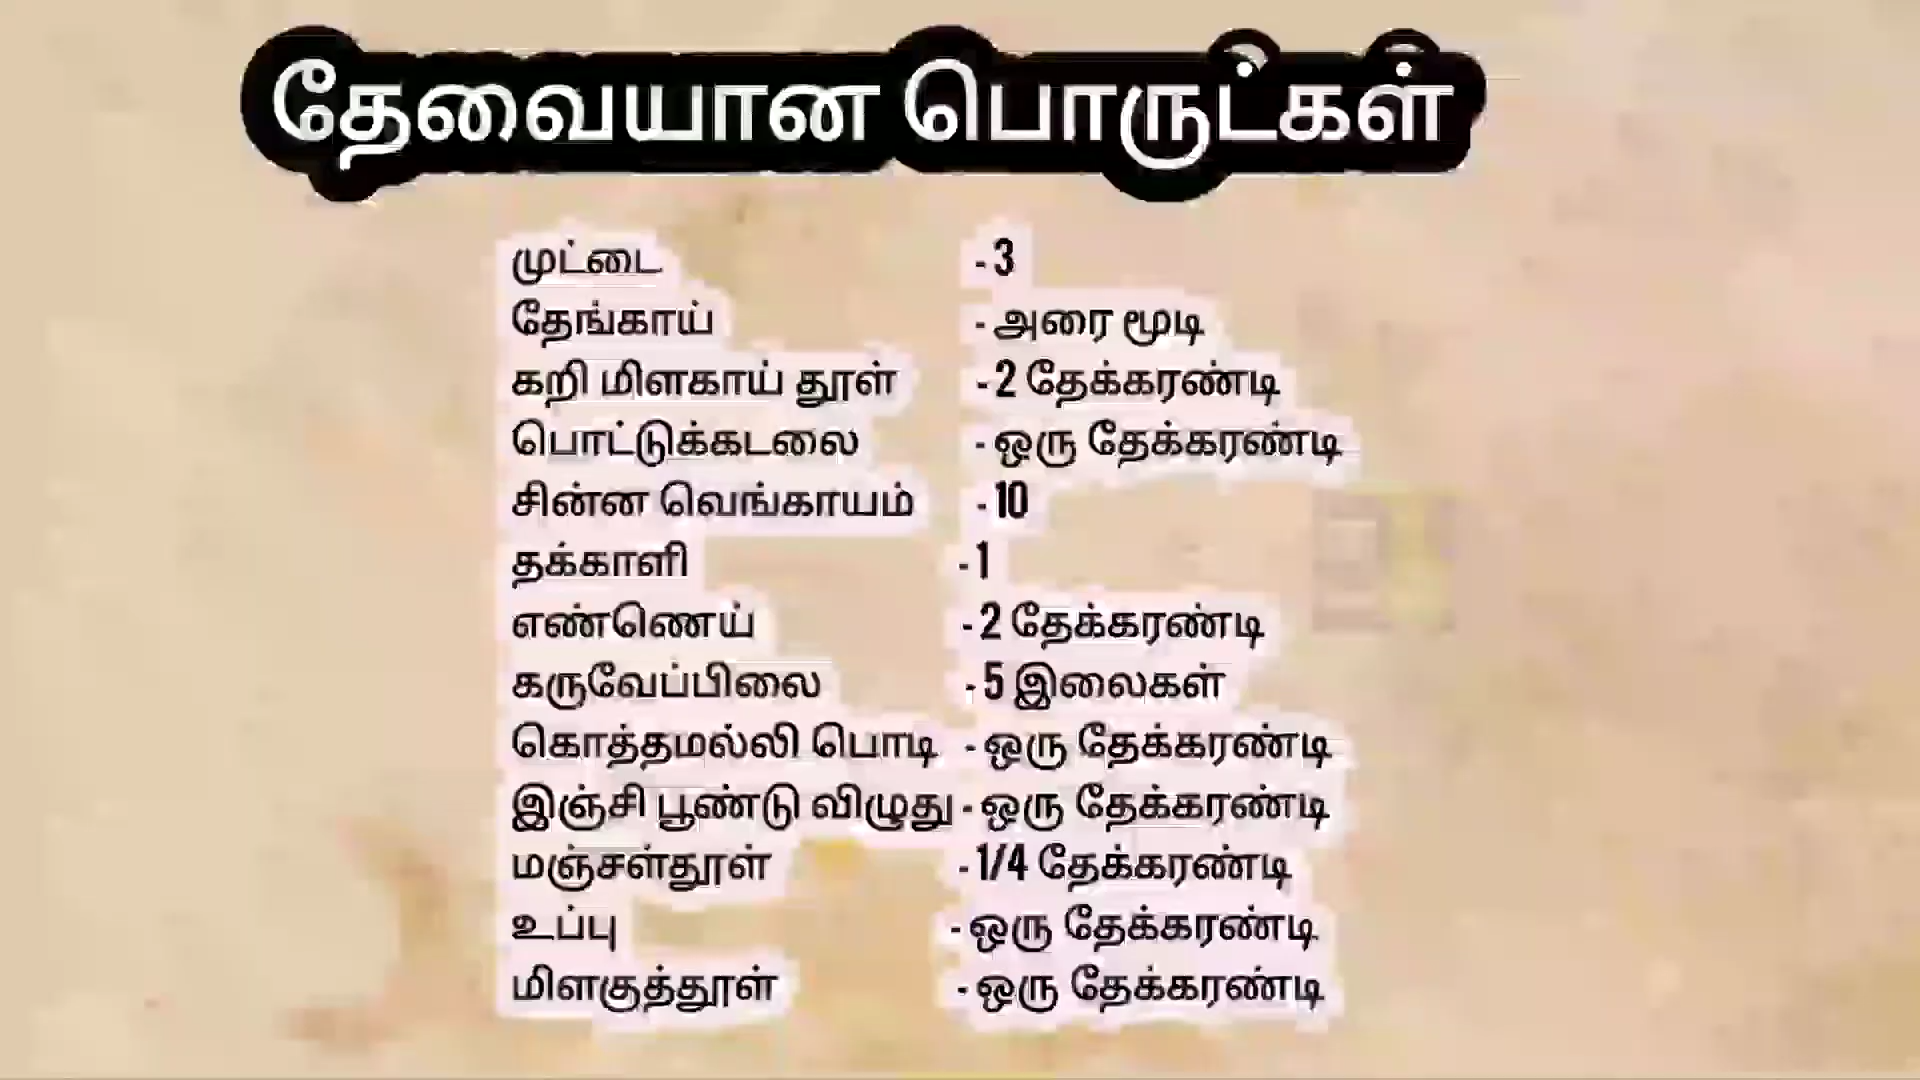 தேவையான பொருட்கள்
முட்டை - 3
தேங்காய் - அரை மூடி
கறி மிளகாய் தூள் - 2 தேக்கரண்டி
பொட்டுக்கடலை - ஒரு தேக்கரண்டி
சின்ன வெங்காயம் - 10
தக்காளி - 1
எண்ணெய் - 2 தேக்கரண்டி
கருவேப்பிலை - 5 இலைகள்
கொத்தமல்லி பொடி - ஒரு தேக்கரண்டி
இஞ்சி பூண்டு விழுது - ஒரு தேக்கரண்டி
மஞ்சள்தூள் - 1/4 தேக்கரண்டி
உப்பு - ஒரு தேக்கரண்டி
மிளகுத்தூள் - ஒரு தேக்கரண்டி